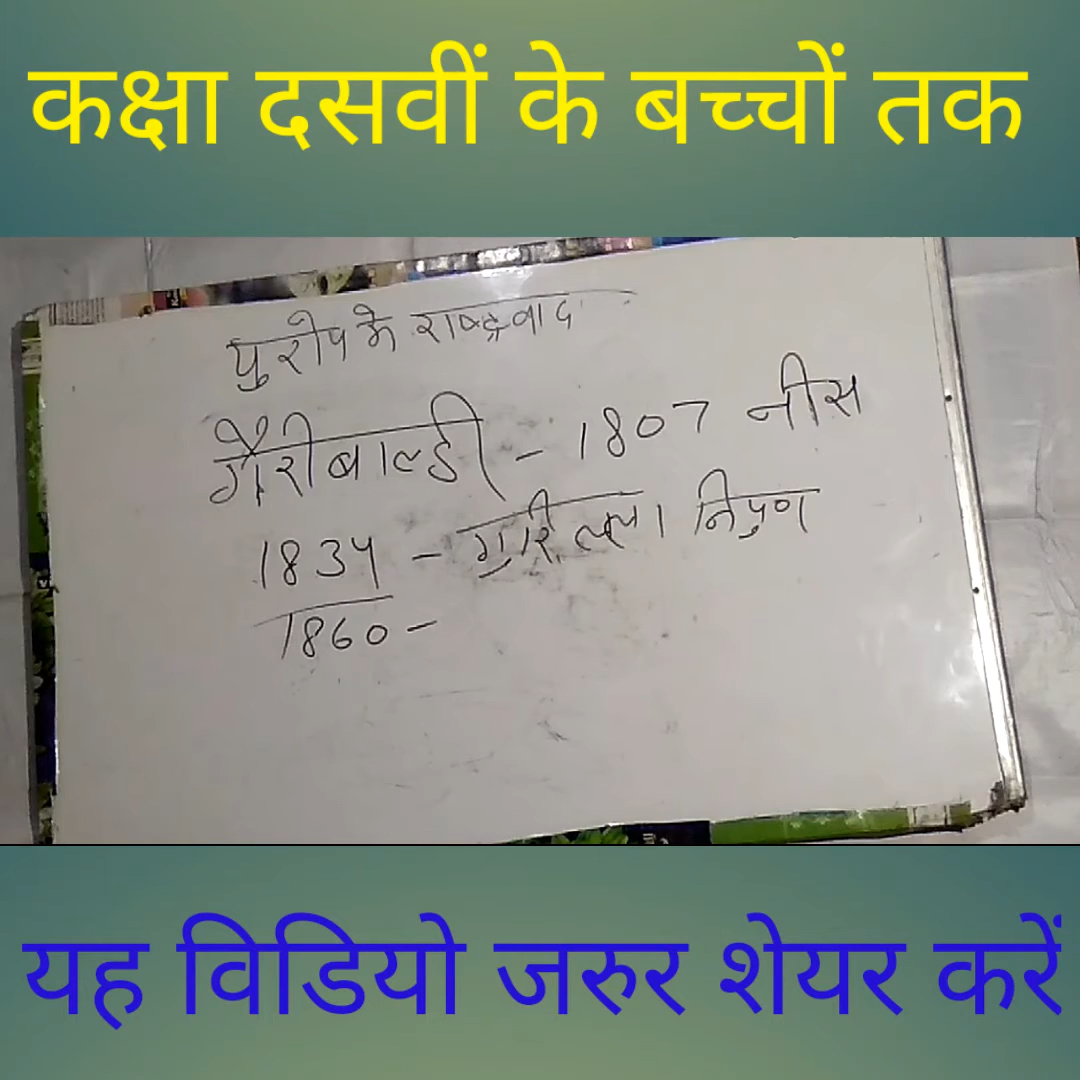 कक्षा दसवीं के बच्चों तक
युरोप मे राष्ट्रवाद
गैरीबाल्डी - 1807 नीस
1834 - गुरिल्ला निपुण
1860 -
यह विडियो जरुर शेयर करें